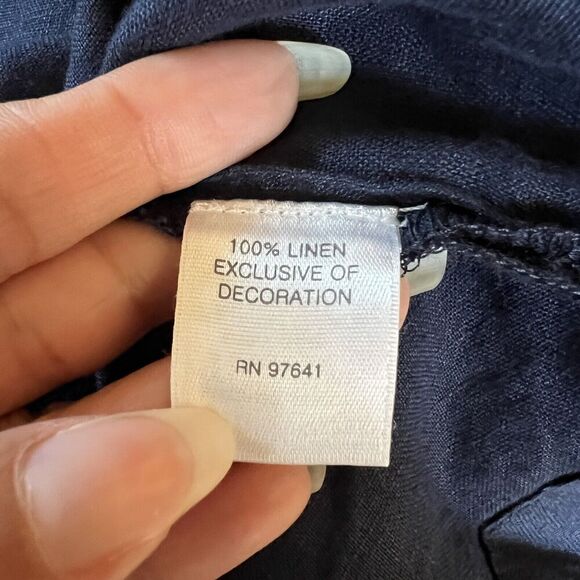 100% LINEN
EXCLUSIVE OF
DECORATION
RN 97641